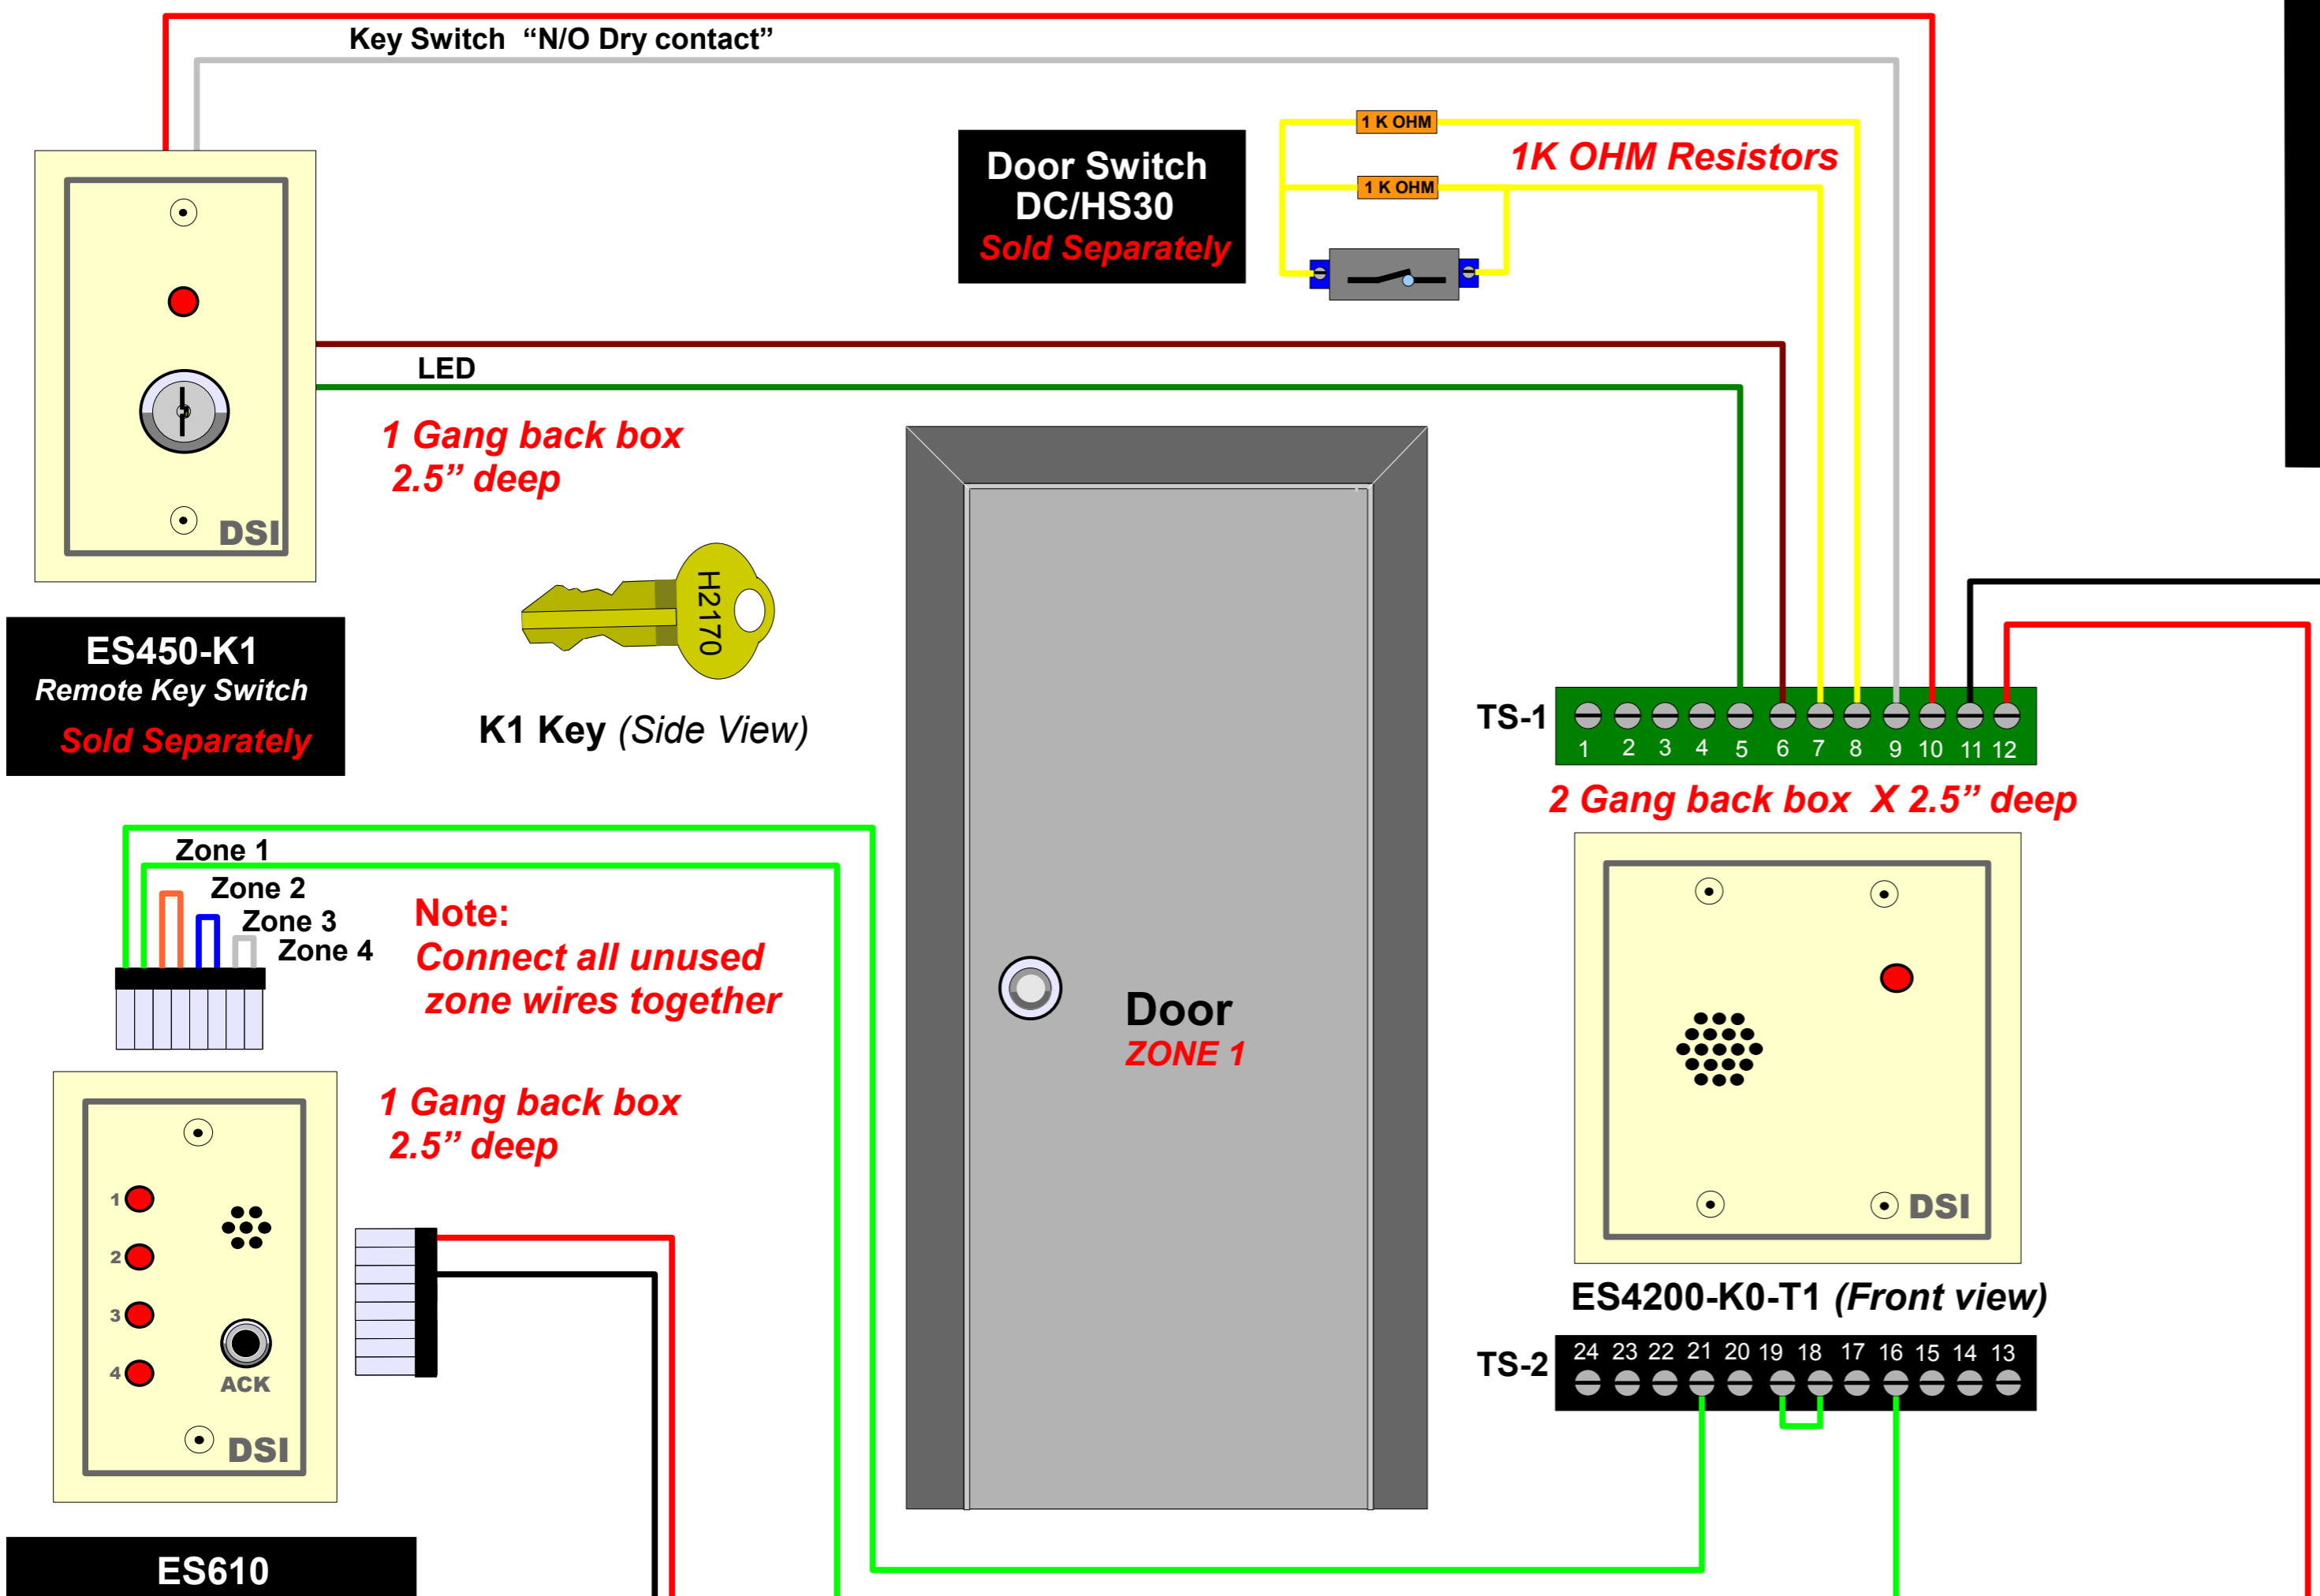 Key Switch “N/O Dry contact”
1 K OHM
1K OHM Resistors
1 K OHM
Door Switch
DC/HS30
Sold Separately
LED
1 Gang back box
2.5” deep
DSI
H2170
ES450-K1
Remote Key Switch
Sold Separately
K1 Key (Side View)
TS-1
1 2 3 4 5 6 7 8 9 10 11 12
2 Gang back box X 2.5” deep
Zone 1
Zone 2
Zone 3
Zone 4
Note:
Connect all unused
zone wires together
Door
ZONE 1
1 Gang back box
2.5” deep
1
2
3
4
ACK
DSI
DSI
ES4200-K0-T1 (Front view)
TS-2
24 23 22 21 20 19 18 17 16 15 14 13
ES610